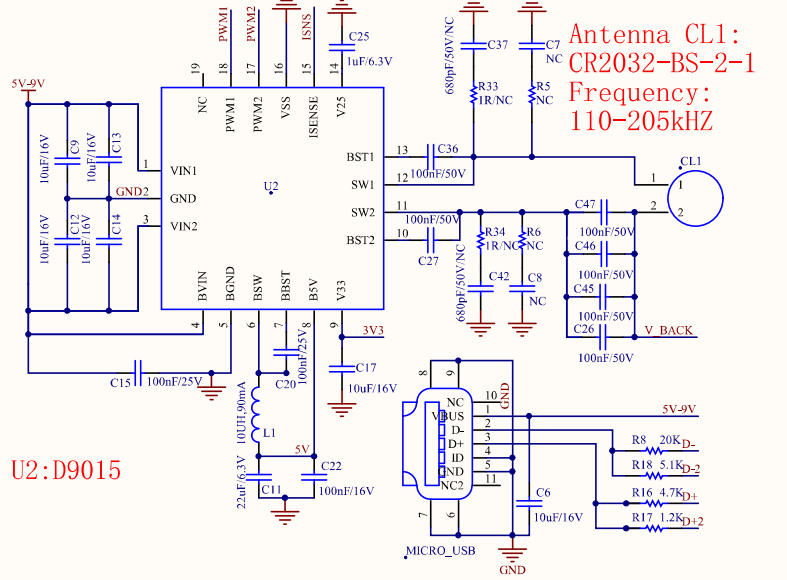 PWM1
PWM2
ISNS
C25
1uF/6.3V
680pF/50V/NC
C37
R33
1R/NC
C7
NC
R5
NC
Antenna CL1:
CR2032-BS-2-1
Frequency:
110-205kHZ
5V-9V
19
18
17
16
15
14
NC
PWM1
PWM2
VSS
ISENSE
V25
10uF/16V
C9
10uF/16V
C13
1
VIN1
GND
2
GND
3
VIN2
10uF/16V
C12
10uF/16V
C14
U2
BST1
13
C36
100nF/50V
SW1
12
SW2
11
100nF/50V
BST2
10
C27
CL1
1
1
2
2
C47
100nF/50V
C46
100nF/50V
C45
100nF/50V
C26
100nF/50V
V_BACK
R34
1R/NC
R6
NC
680pF/50V/NC
C42
C8
NC
BVIN
BGND
BSW
BBST
B5V
V33
4
5
6
7
8
9
3V3
C15
100nF/25V
C20
100nF/25V
C17
10uF/16V
10UH,90mA
L1
5V
22uF/6.3V
C11
C22
100nF/16V
U2:D9015
8
9
NC
10
GND
VBUS
1
5V-9V
D-
2
D+
3
ID
4
GND
5
NC2
11
7
6
MICRO_USB
C6
10uF/16V
GND
R8
20K
D-
R18
5.1K
D-2
R16
4.7K
D+
R17
1.2K
D+2